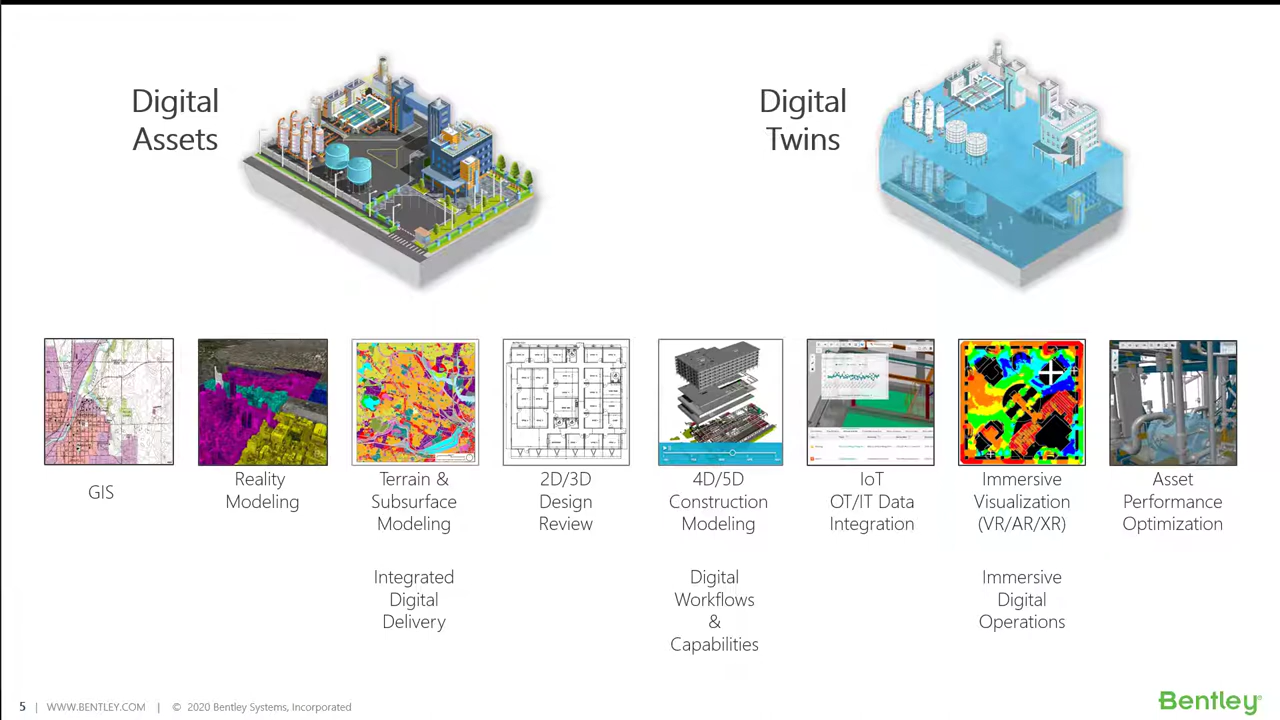 Digital
Assets
Digital
Twins
GIS
Reality
Modeling
Terrain &
Subsurface
Modeling
2D/3D
Design
Review
4D/5D
Construction
Modeling
IoT
OT/IT Data
Integration
Immersive
Visualization
(VR/AR/XR)
Asset
Performance
Optimization
Integrated
Digital
Delivery
Digital
Workflows
&
Capabilities
Immersive
Digital
Operations
5 | WWW.BENTLEY.COM | © 2020 Bentley Systems, Incorporated
Bentley